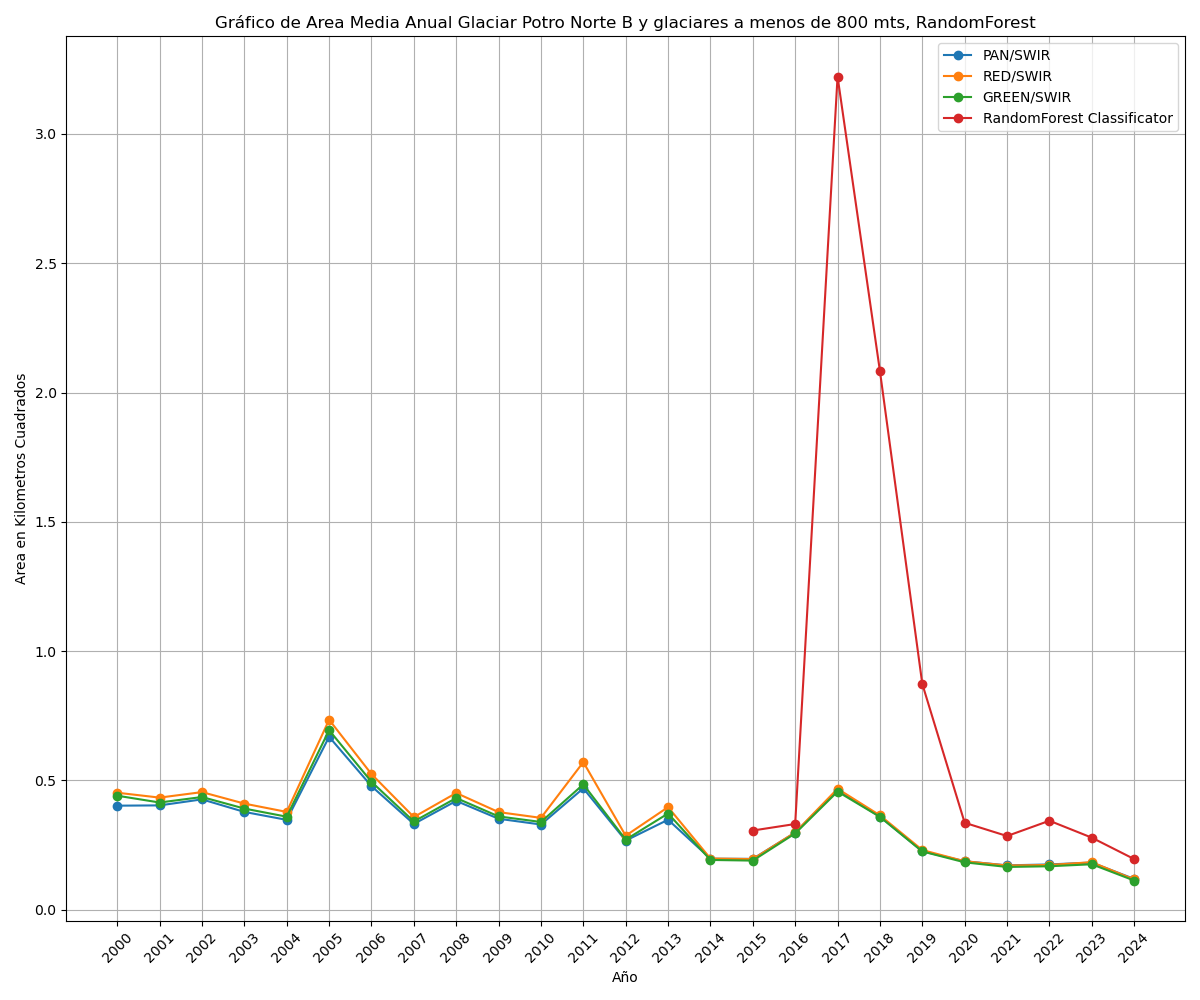 Gráfico de Area Media Anual Glaciar Potro Norte B y glaciares a menos de 800 mts, RandomForest
PAN/SWIR
RED/SWIR
GREEN/SWIR
RandomForest Classificator
Area en Kilometros Cuadrados
3.0
2.5
2.0
1.5
1.0
0.5
0.0
2000 2001 2002 2003 2004 2005 2006 2007 2008 2009 2010 2011 2012 2013 2014 2015 2016 2017 2018 2019 2020 2021 2022 2023 2024
Año